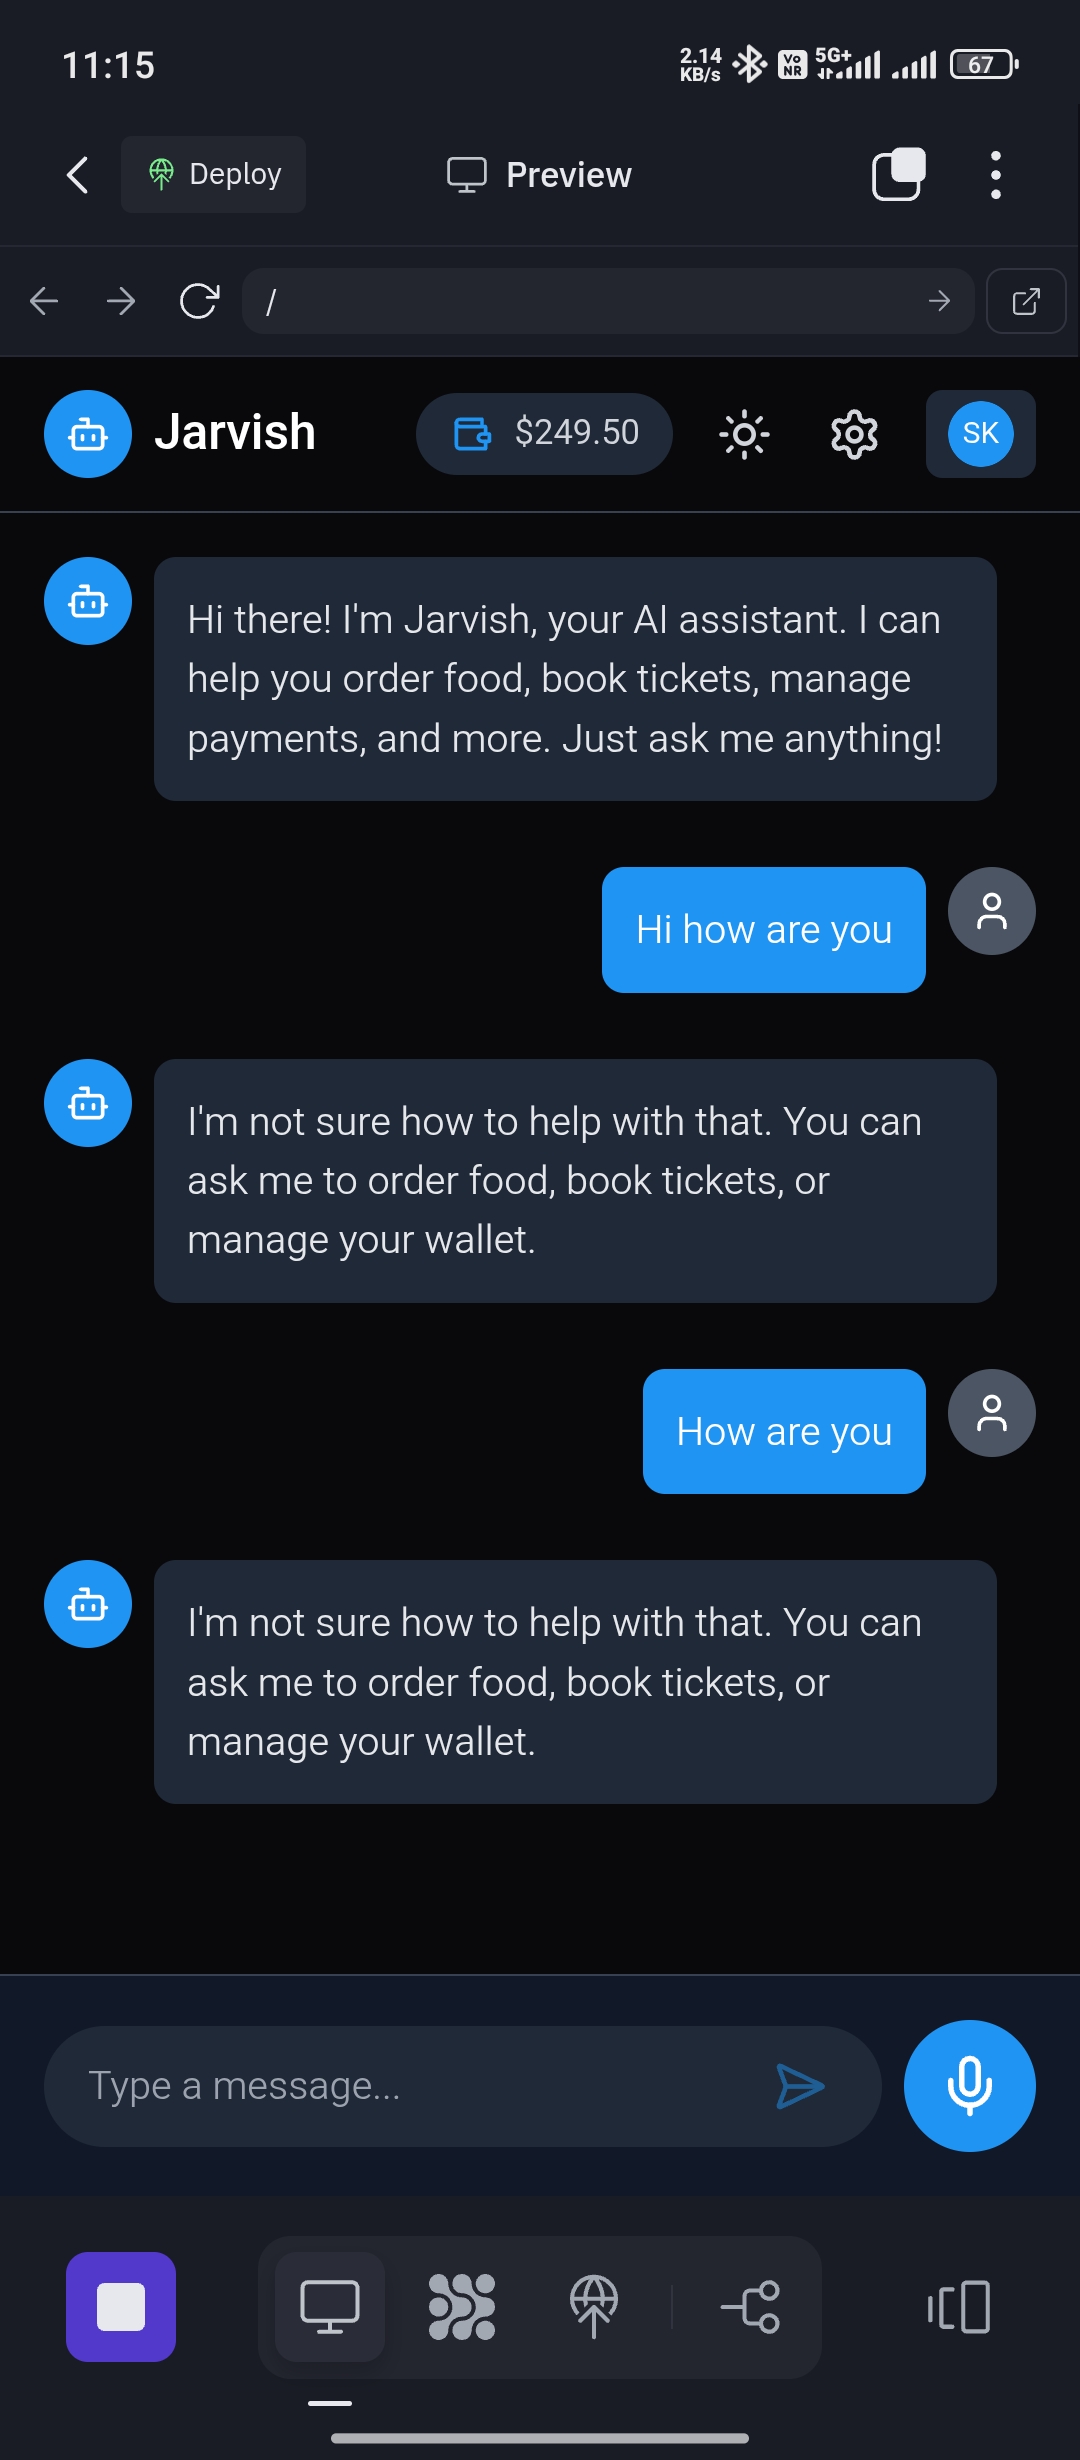 11:15
2.14
KB/s
Vo
NR
5G+
67
Deploy
Preview
/
Jarvish
$249.50
SK
Hi there! I'm Jarvish, your AI assistant. I can
help you order food, book tickets, manage
payments, and more. Just ask me anything!
Hi how are you
I'm not sure how to help with that. You can
ask me to order food, book tickets, or
manage your wallet.
How are you
I'm not sure how to help with that. You can
ask me to order food, book tickets, or
manage your wallet.
Type a message...